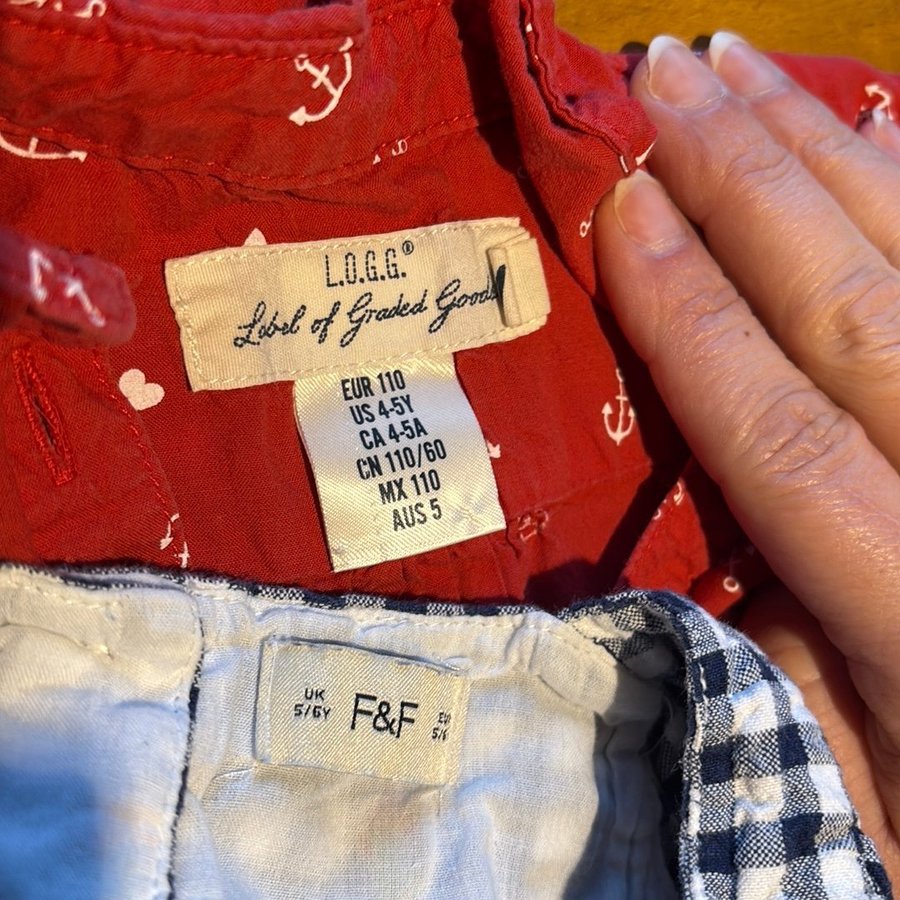 L.O.G.G.®
Label of Graded Goods
EUR 110
US 4-5Y
CA 4-5A
CN 110/60
MX 110
AUS 5
UK
5/6Y
F&F